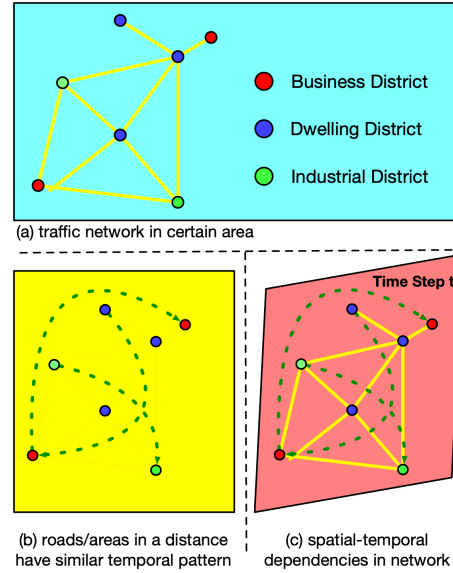 Business District
Dwelling District
Industrial District
(a) traffic network in certain area
Time Step t
(b) roads/areas in a distance
have similar temporal pattern
(c) spatial-temporal
dependencies in network